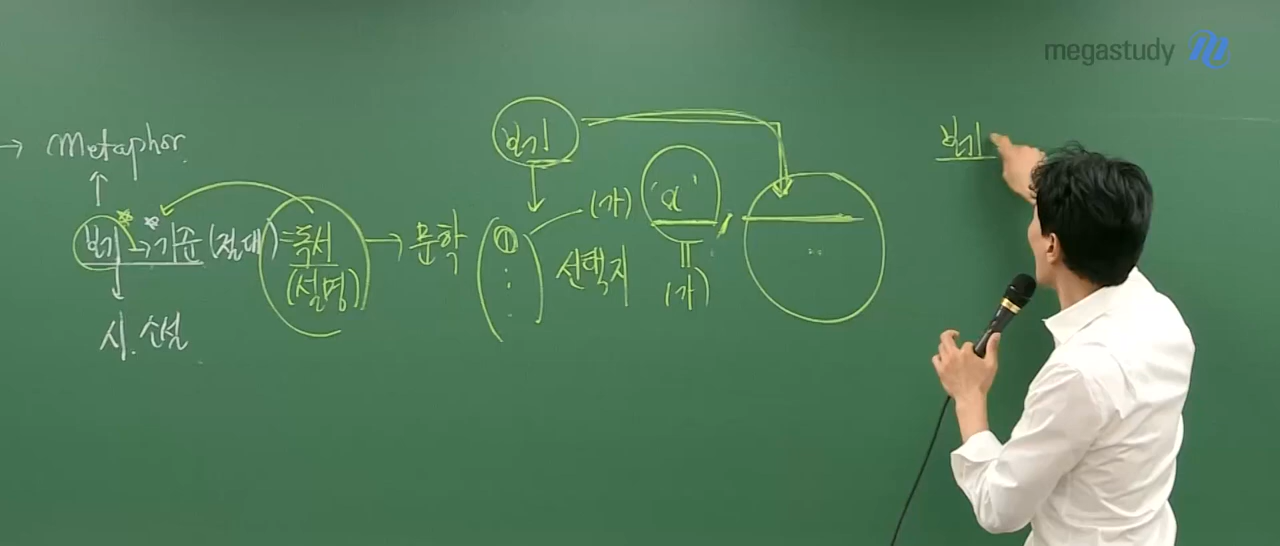 megastudy
→ Metaphor
↑
보기 → 기준 (절대) = 독서 (설명) → 문학
↓
시. 소설
보기
↓
① (가) 'α' ,
⋮ 선택지 (가)
보기